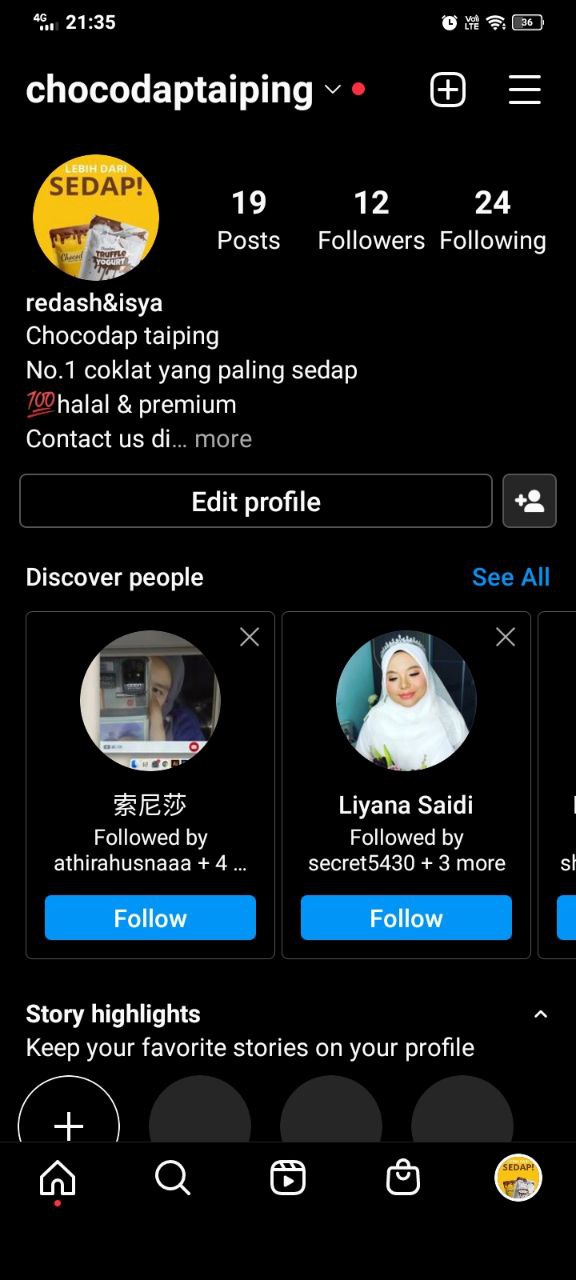 4G 21:35 Voi) LTE 36
chocodaptaiping
LEBIH DARI
SEDAP!
TRUFFLE
YOGURT
19 12 24
Posts Followers Following
redash&isya
Chocodap taiping
No.1 coklat yang paling sedap
💯halal & premium
Contact us di... more
Edit profile
Discover people See All
索尼莎 Liyana Saidi
Followed by Followed by
athirahusnaaa + 4 ... secret5430 + 3 more sh
Follow Follow
Story highlights
Keep your favorite stories on your profile
SEDAP!